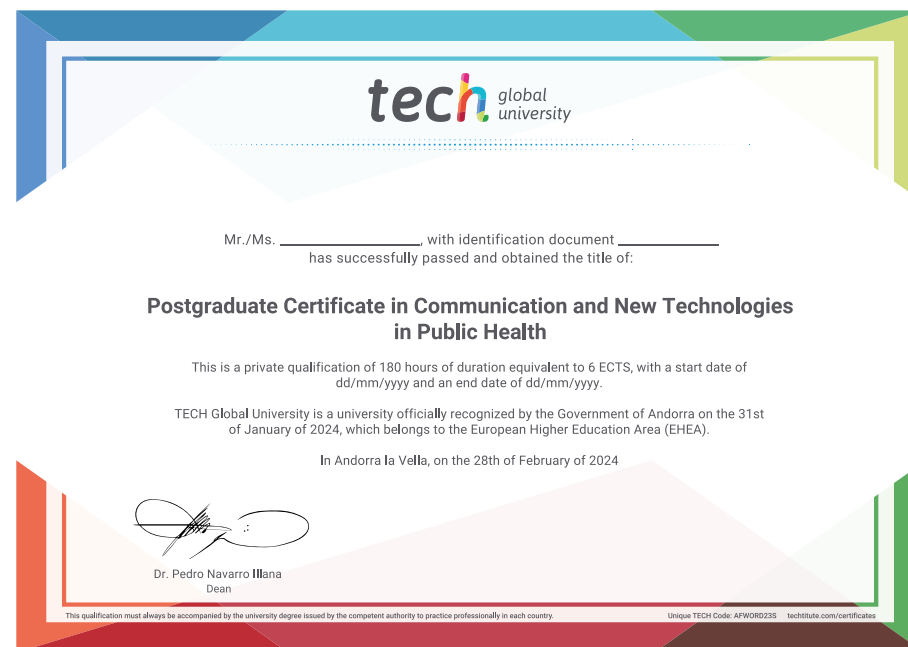 tech global university
Mr./Ms. ____________________, with identification document ______________
has successfully passed and obtained the title of:
Postgraduate Certificate in Communication and New Technologies
in Public Health
This is a private qualification of 180 hours of duration equivalent to 6 ECTS, with a start date of
dd/mm/yyyy and an end date of dd/mm/yyyy.
TECH Global University is a university officially recognized by the Government of Andorra on the 31st
of January of 2024, which belongs to the European Higher Education Area (EHEA).
In Andorra la Vella, on the 28th of February of 2024
Dr. Pedro Navarro Illana
Dean
This qualification must always be accompanied by the university degree issued by the competent authority to practice professionally in each country.
Unique TECH Code: AFWORD23S techtitute.com/certificates